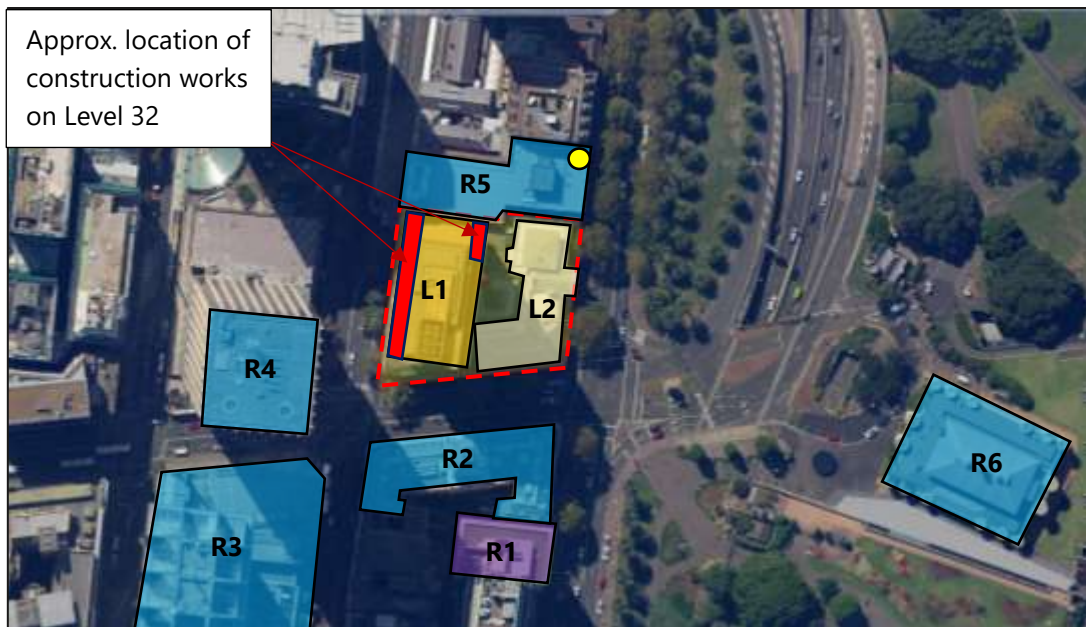 Approx. location of
construction works
on Level 32
R5
L1
L2
R4
R2
R6
R3
R1